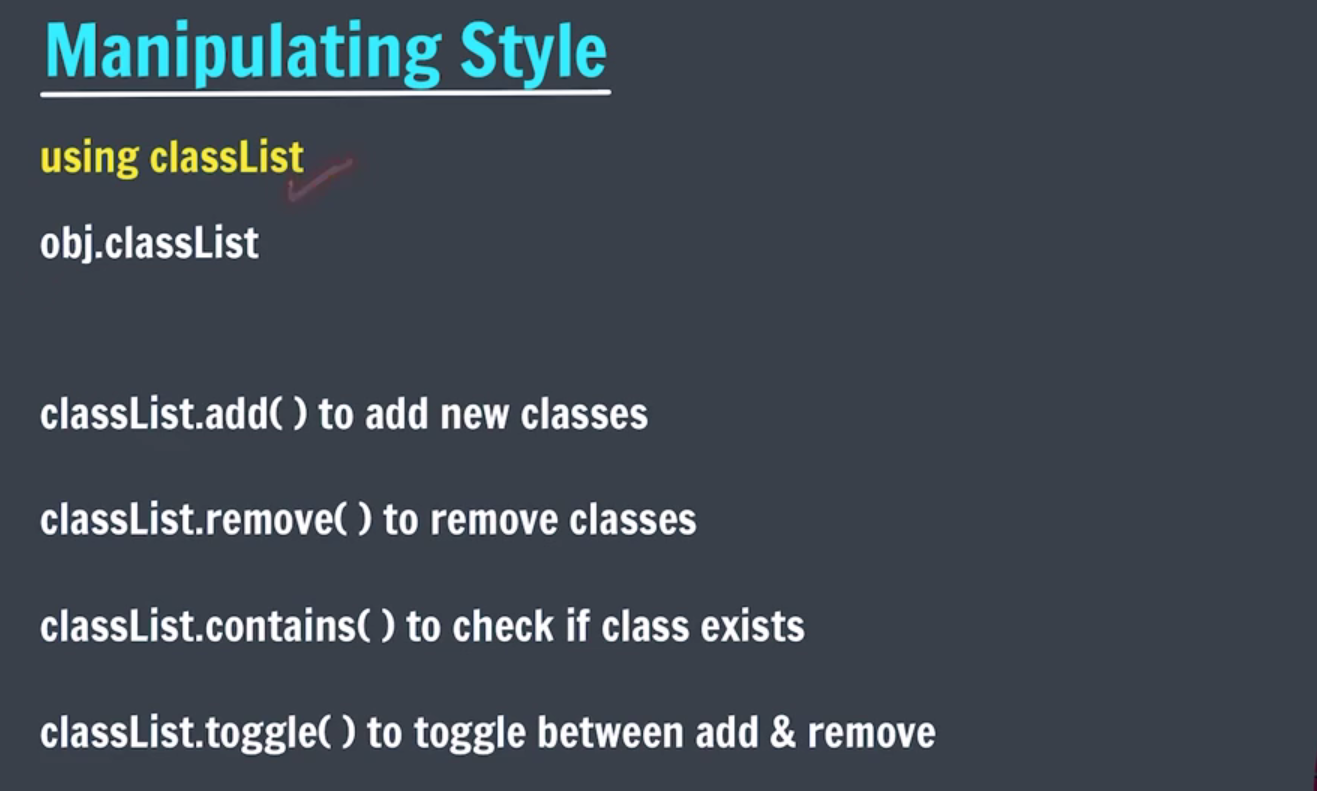 Manipulating Style
using classList
obj.classList
classList.add( ) to add new classes
classList.remove( ) to remove classes
classList.contains( ) to check if class exists
classList.toggle( ) to toggle between add & remove